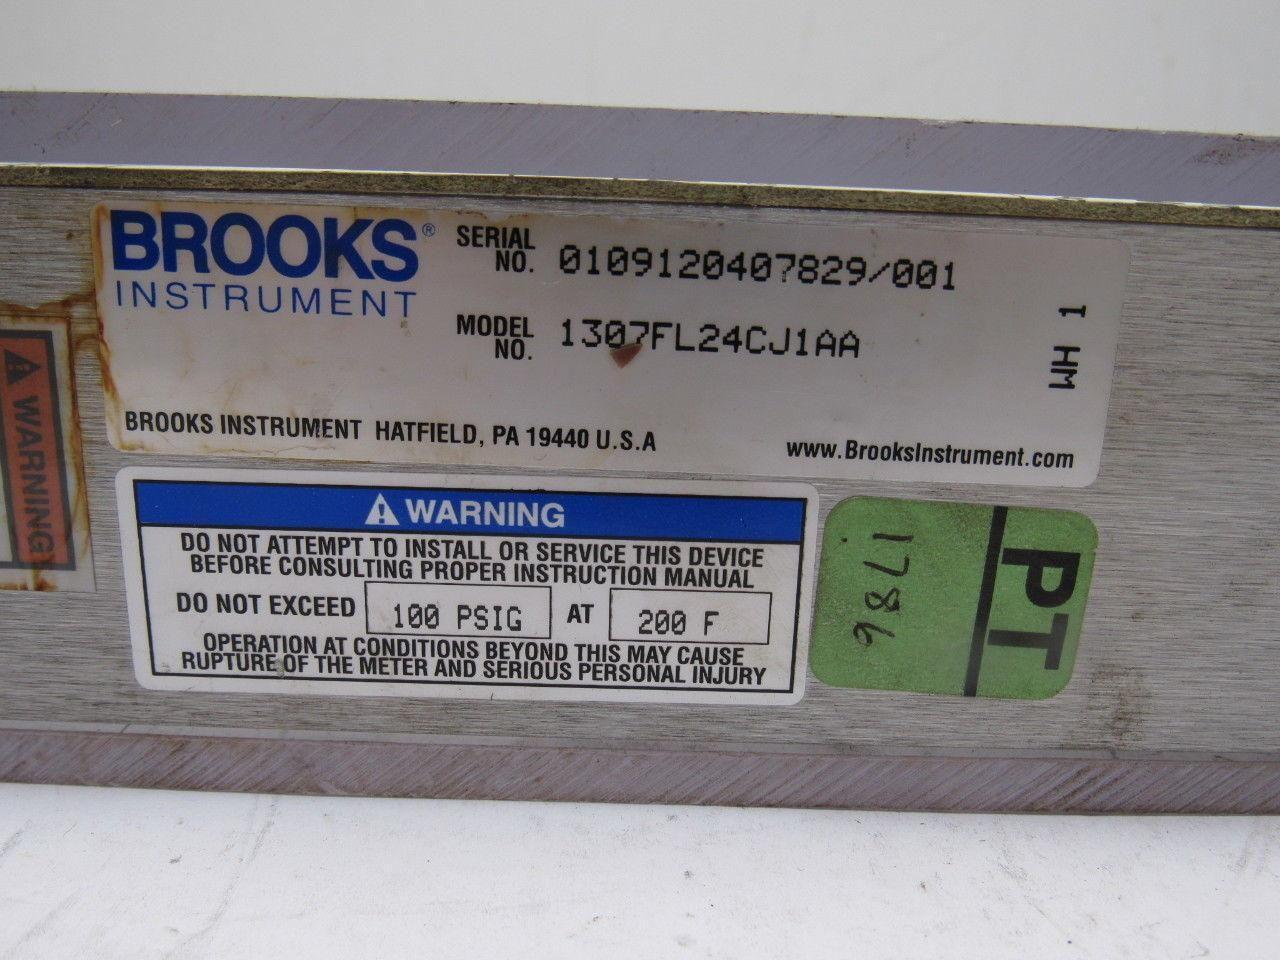 BROOKS®
INSTRUMENT
SERIAL NO. 0109120407829/001
MODEL NO. 1307FL24CJ1AA
1 HM
BROOKS INSTRUMENT HATFIELD, PA 19440 U.S.A
www.BrooksInstrument.com
WARNING
WARNING
DO NOT ATTEMPT TO INSTALL OR SERVICE THIS DEVICE
BEFORE CONSULTING PROPER INSTRUCTION MANUAL
DO NOT EXCEED 100 PSIG AT 200 F
OPERATION AT CONDITIONS BEYOND THIS MAY CAUSE
RUPTURE OF THE METER AND SERIOUS PERSONAL INJURY
PT
1786